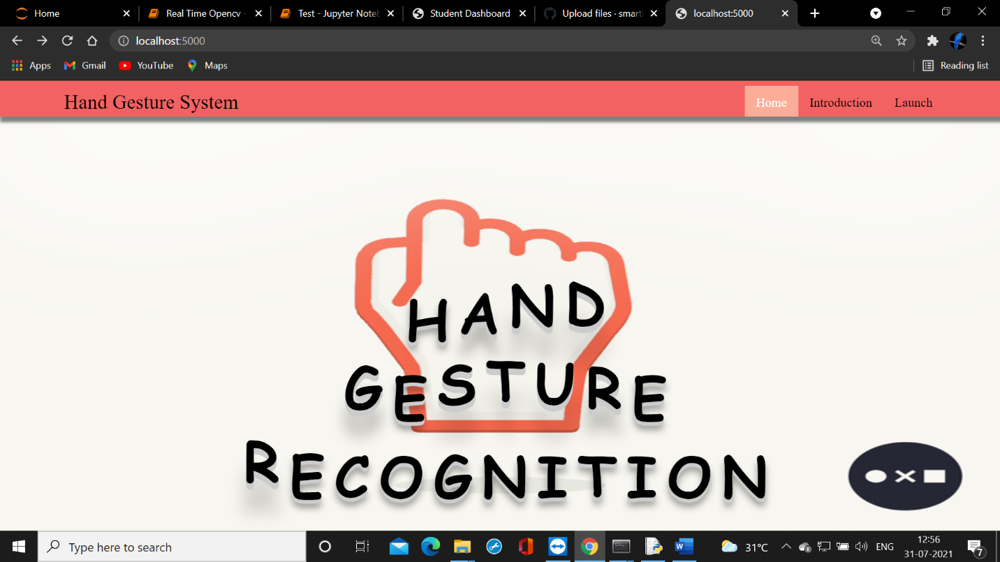 Home
Real Time Opencv -
Test - Jupyter Noteb
Student Dashboard
Upload files · smarti
localhost:5000
localhost:5000
Apps
Gmail
YouTube
Maps
Reading list
Hand Gesture System
Home
Introduction
Launch
HAND
GESTURE
RECOGNITION
Type here to search
31°C
ENG
12:56
31-07-2021
7